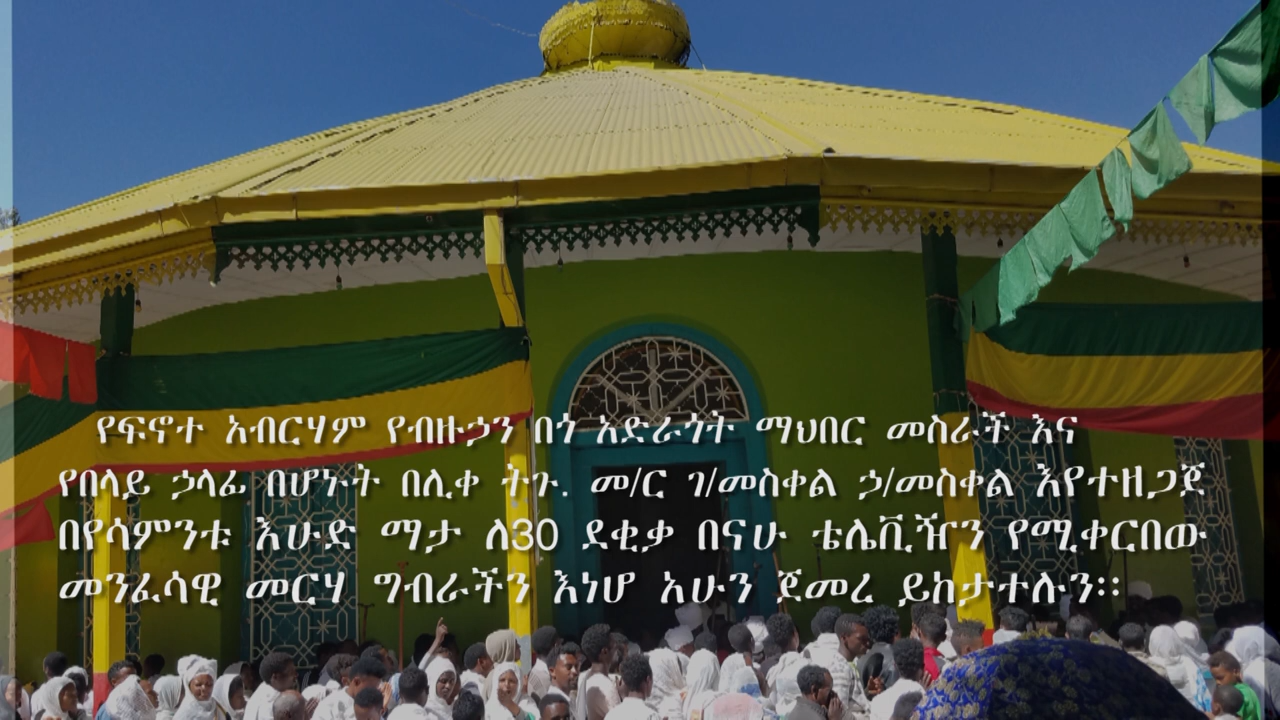 የፍኖተ አብርሃም የብዙኃን በጎ አድራጎት ማህበር መስራች እና
የበላይ ኃላፊ በሆኑት በሊቀ ትጉ. መ/ር ገ/መስቀል ኃ/መስቀል እየተዘጋጀ
በየሳምንቱ እሁድ ማታ ለ30 ደቂቃ በናሁ ቴሌቪዥን የሚቀርበው
መንፈሳዊ መርሃ ግብራችን እነሆ አሁን ጀመረ ይከታተሉን፡፡